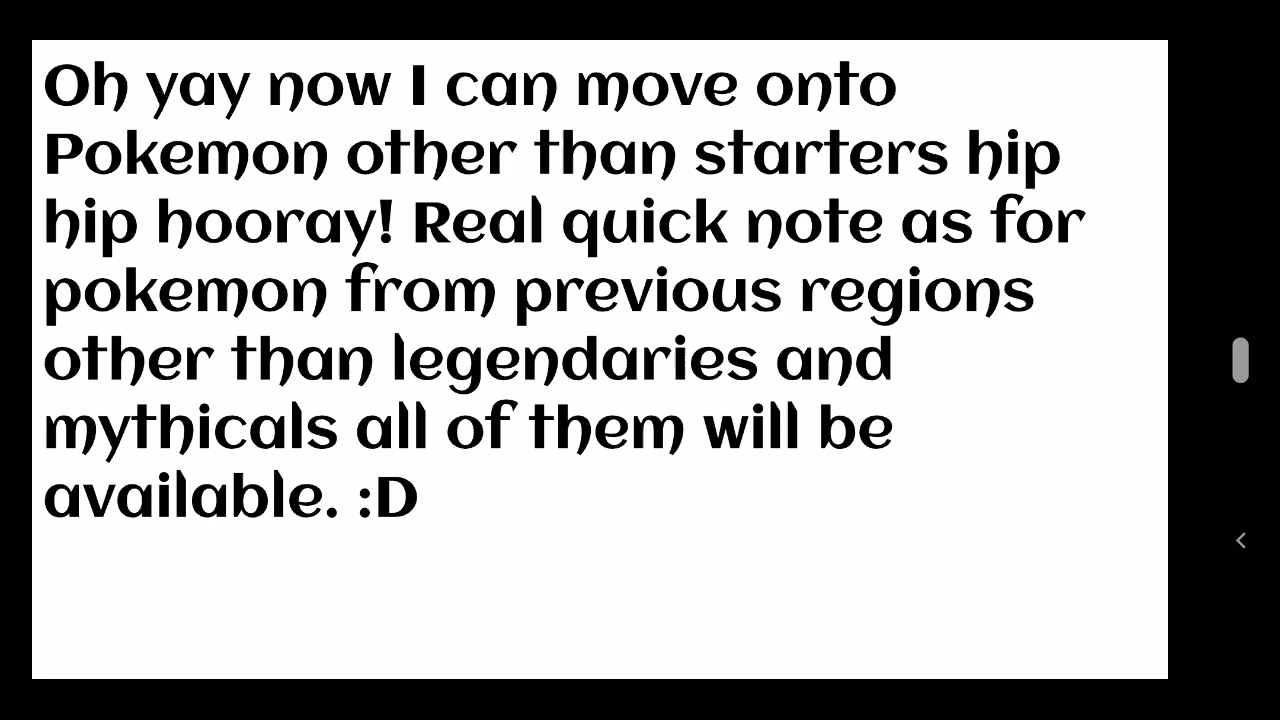 Oh yay now I can move onto
Pokemon other than starters hip
hip hooray! Real quick note as for
pokemon from previous regions
other than legendaries and
mythicals all of them will be
available. :D